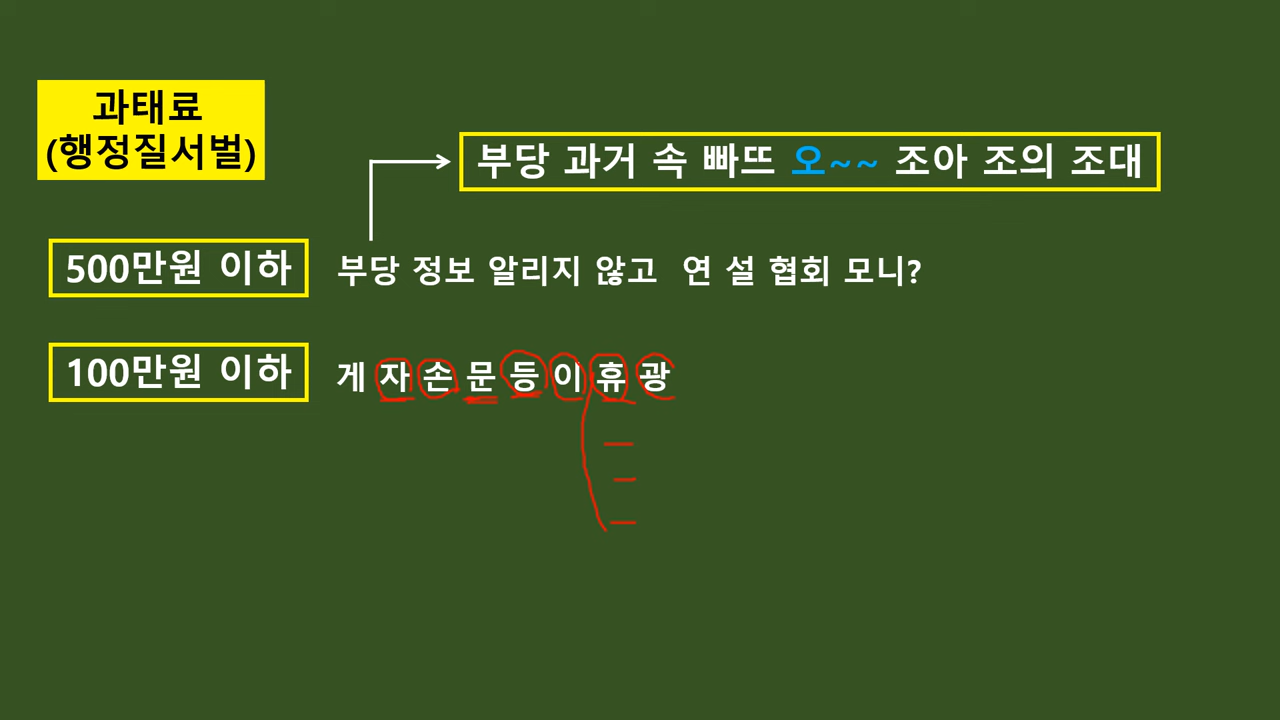 과태료
(행정질서벌)
부당 과거 속 빠뜨 오~~ 조아 조의 조대
500만원 이하
부당 정보 알리지 않고 연 설 협회 모니?
100만원 이하
게 자 손 문 등 이 휴 광